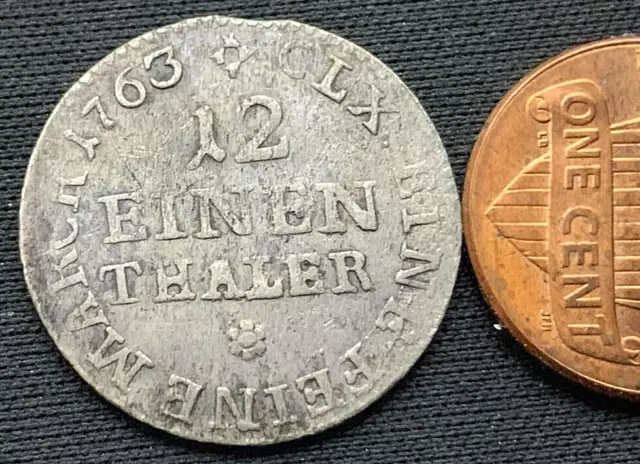 CLX EINE FEINE MARCK 1763
12
EINEN
THALER
ONE CENT